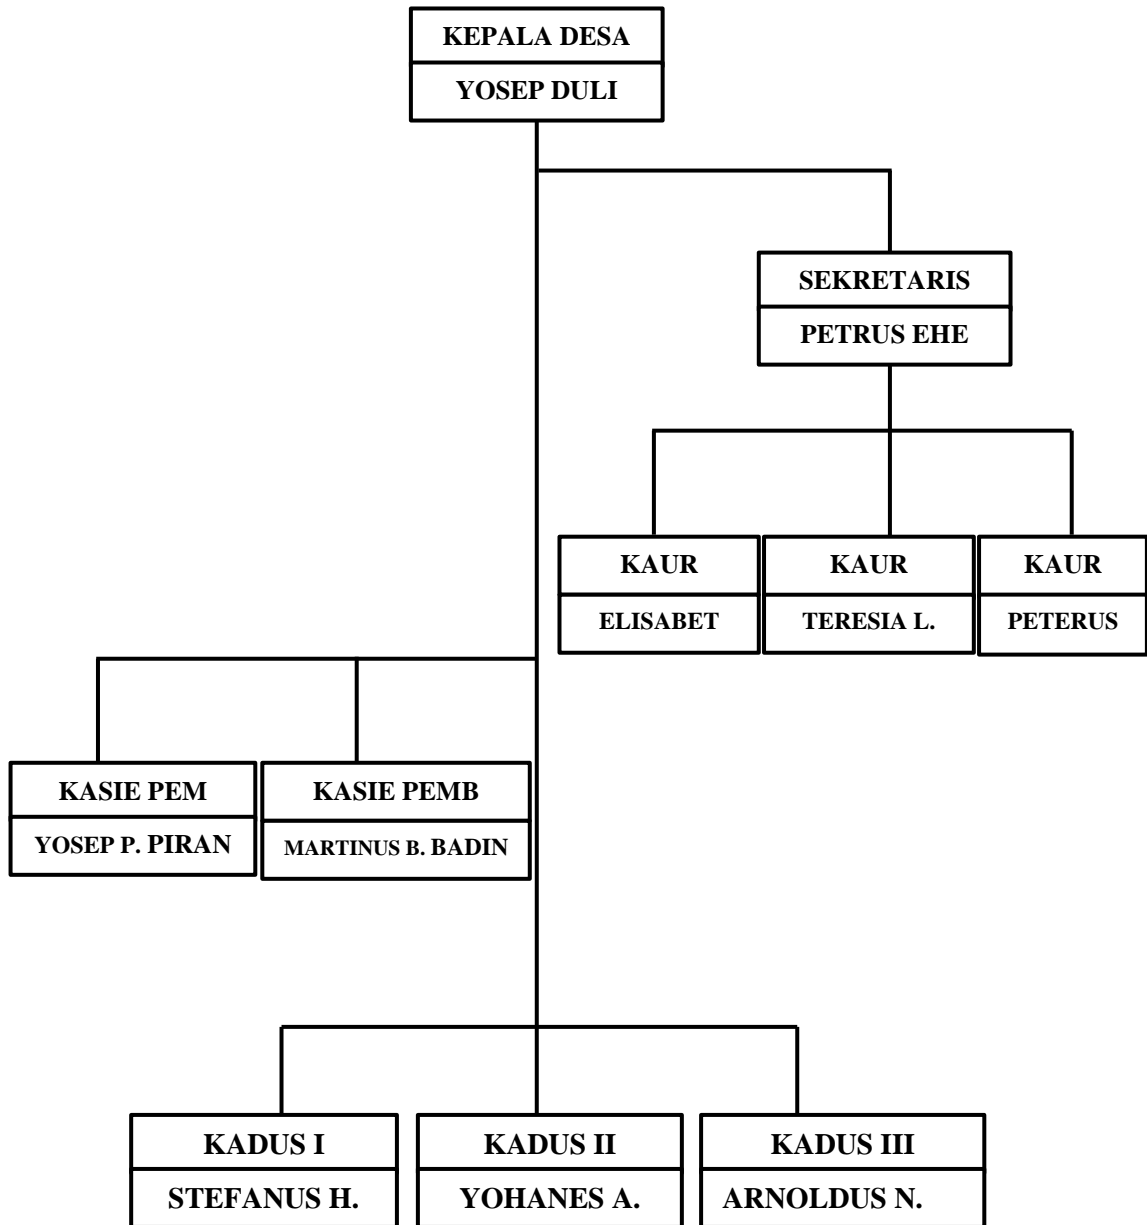 KEPALA DESA
YOSEP DULI
SEKRETARIS
PETRUS EHE
KAUR
ELISABET
KAUR
TERESIA L.
KAUR
PETERUS
KASIE PEM
YOSEP P. PIRAN
KASIE PEMB
MARTINUS B. BADIN
KADUS I
STEFANUS H.
KADUS II
YOHANES A.
KADUS III
ARNOLDUS N.